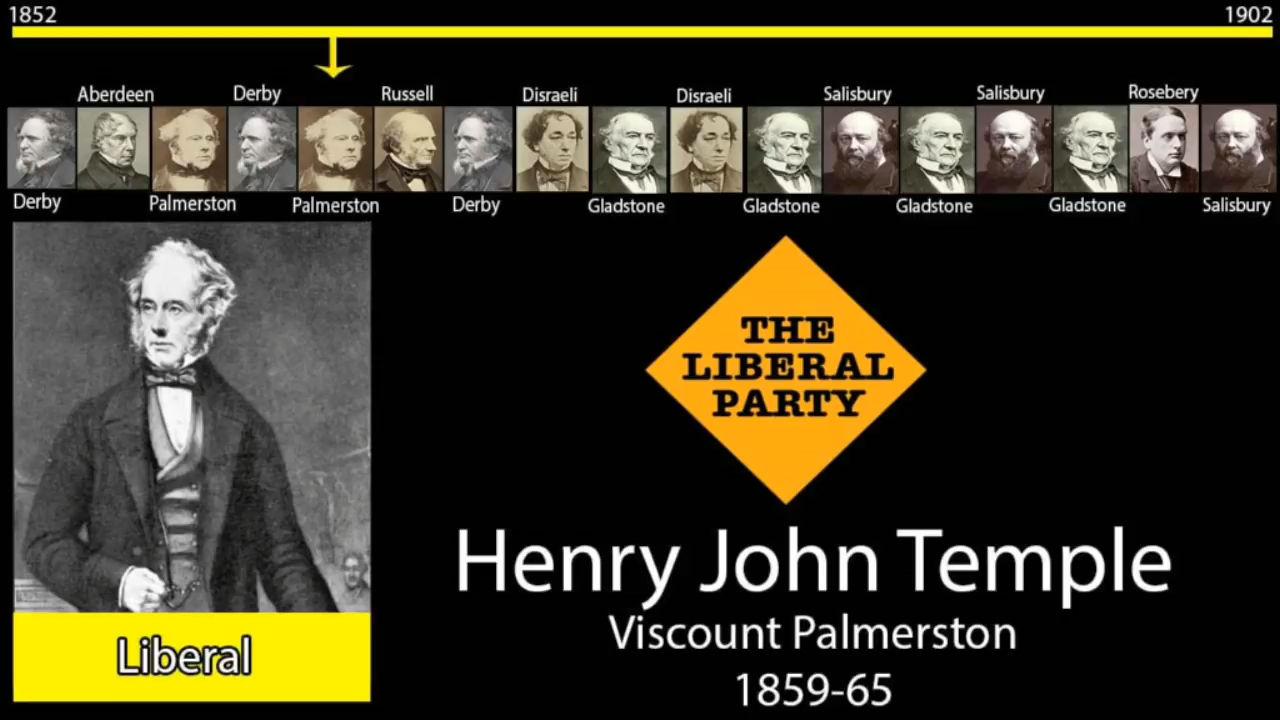 1852
1902
Aberdeen
Derby
Russell
Disraeli
Disraeli
Salisbury
Salisbury
Rosebery
Derby
Palmerston
Palmerston
Derby
Gladstone
Gladstone
Gladstone
Gladstone
Salisbury
THE
LIBERAL
PARTY
Henry John Temple
Viscount Palmerston
1859-65
Liberal